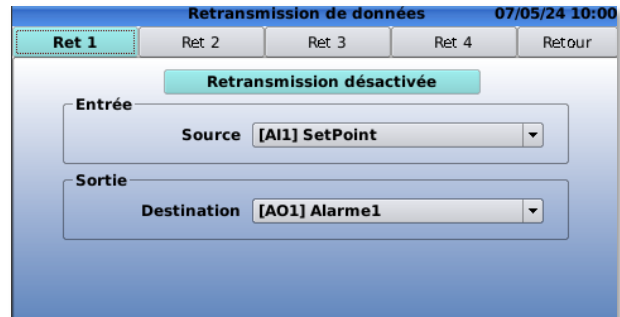 Retransmission de données 07/05/24 10:00
Ret 1 Ret 2 Ret 3 Ret 4 Retour
Retransmission désactivée
Entrée
Source [AI1] SetPoint
Sortie
Destination [AO1] Alarme1